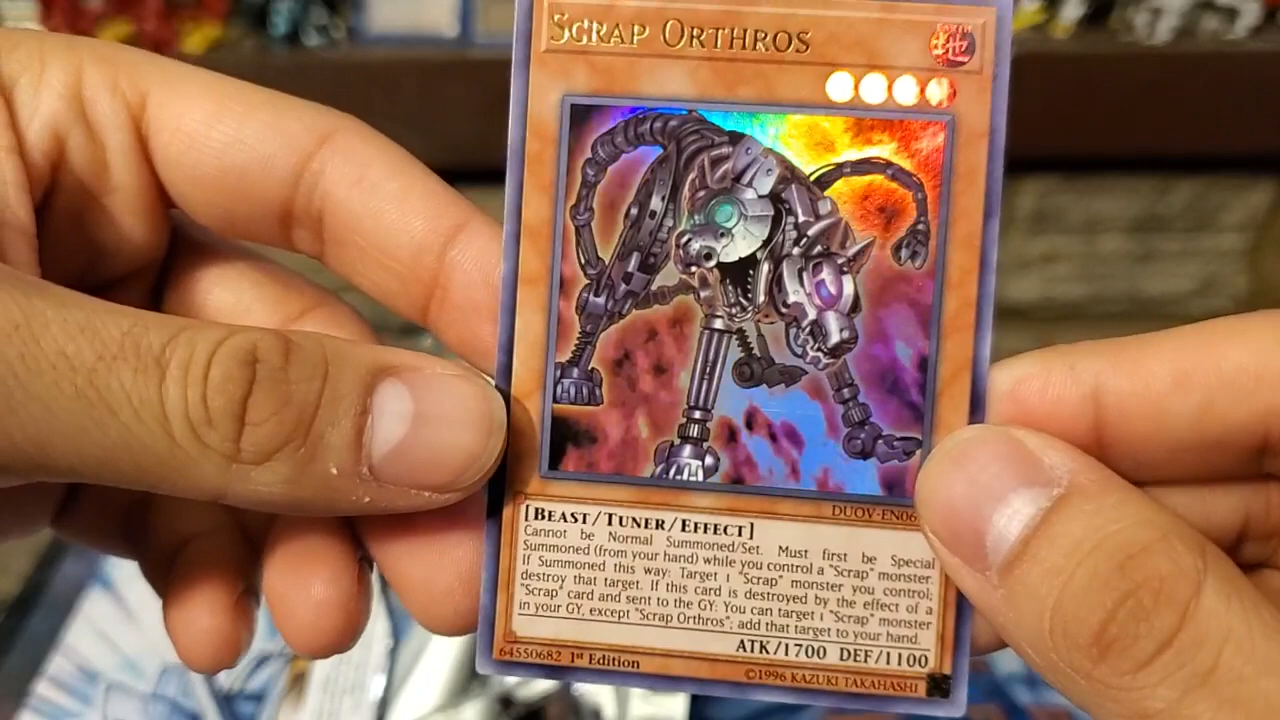 Scrap Orthros
EARTH
地
DUOV-EN06
[Beast/Tuner/Effect]
Cannot be Normal Summoned/Set. Must first be Special
Summoned (from your hand) while you control a "Scrap" monster.
If Summoned this way: Target 1 "Scrap" monster you control;
destroy that target. If this card is destroyed by the effect of a
"Scrap" card and sent to the GY: You can target 1 "Scrap" monster
in your GY, except "Scrap Orthros"; add that target to your hand.
ATK/1700 DEF/1100
64550682 1st Edition
©1996 KAZUKI TAKAHASHI